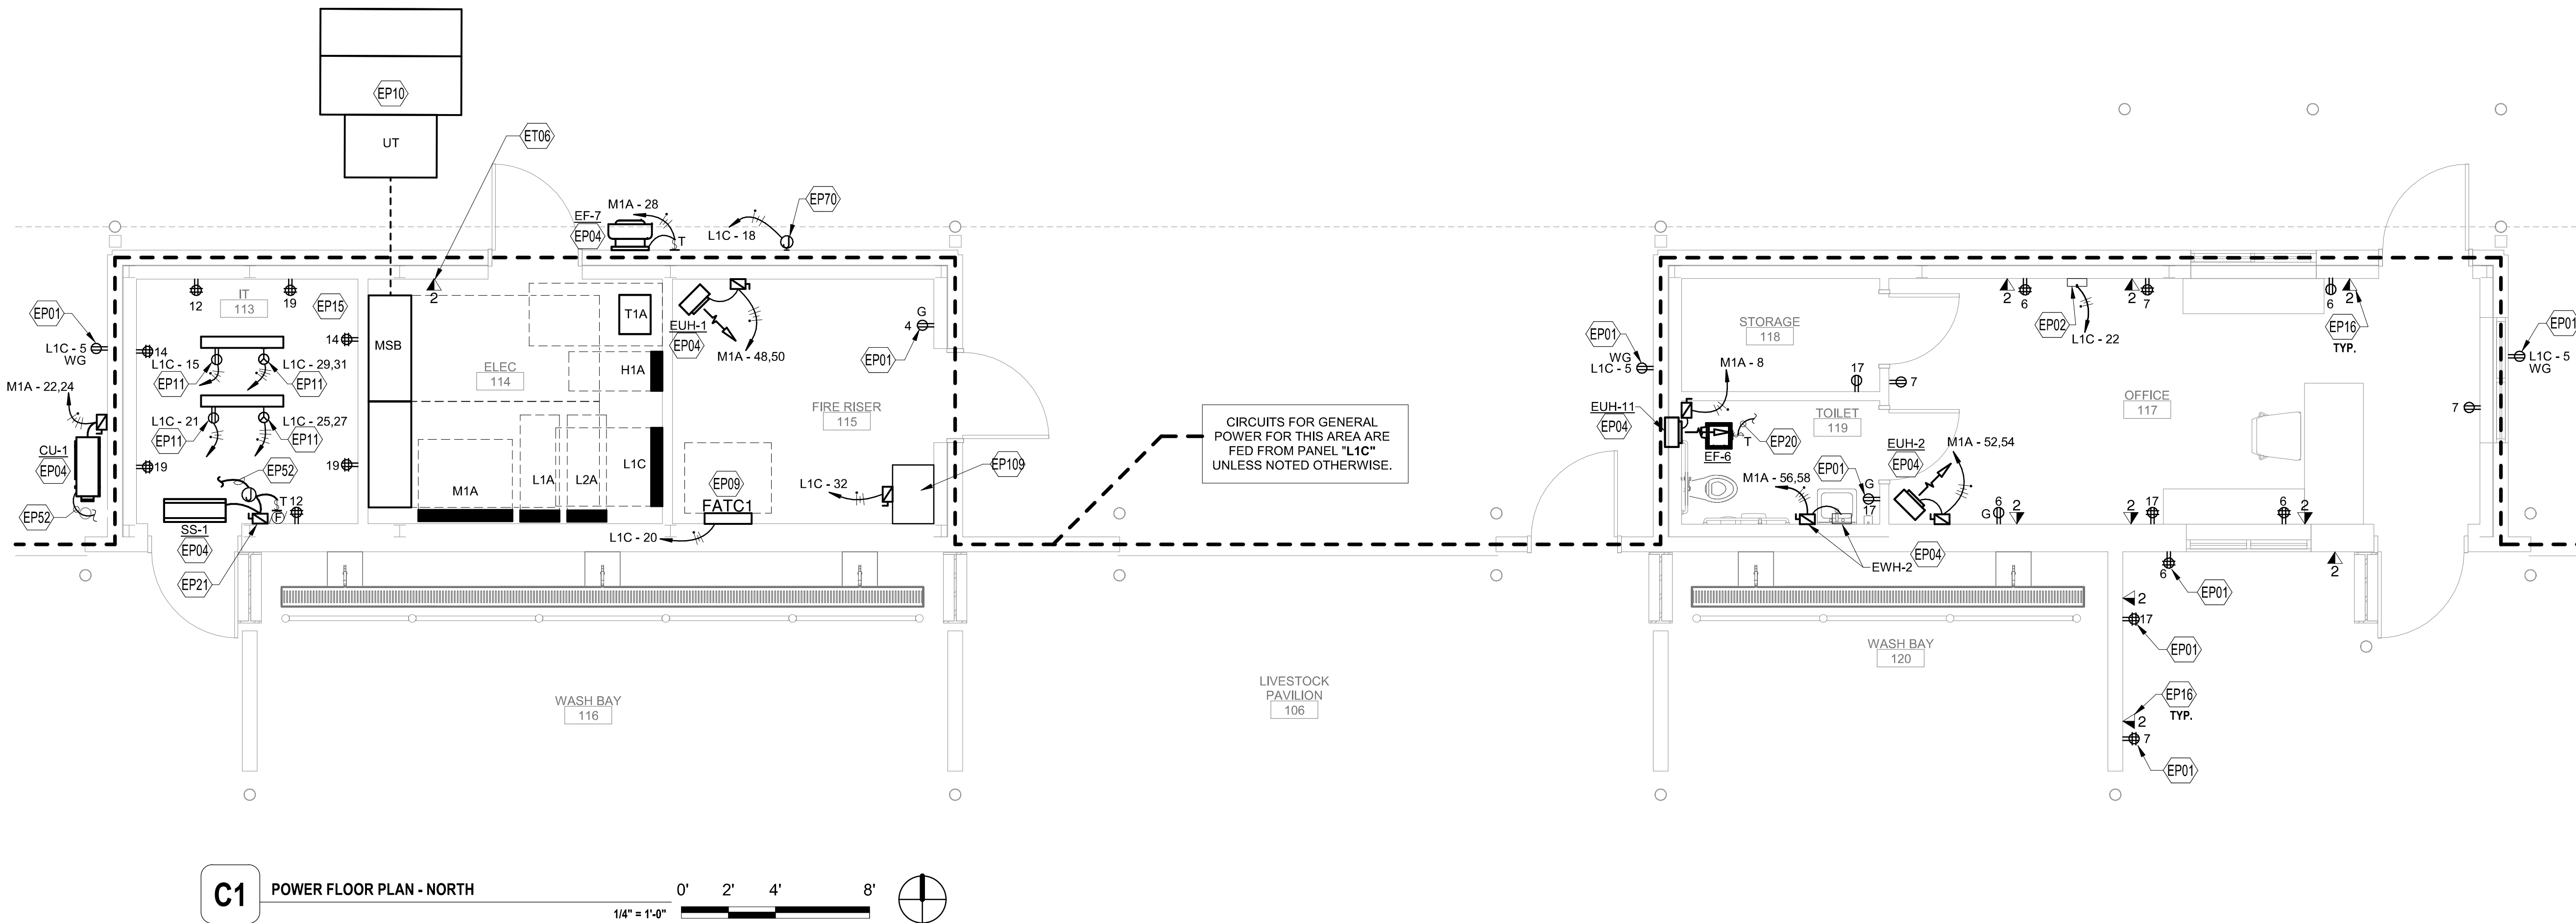 EP10
UT
ET06
EP70
EF-7
EP04
M1A - 28
T
L1C - 18
IT
113
12
19
EP15
2
EP01
L1C - 5
WG
14
14
L1C - 15
EP11
L1C - 29,31
EP11
M1A - 22,24
L1C - 21
EP11
L1C - 25,27
EP11
CU-1
EP04
EP52
19
19
EP52
T
12
F
SS-1
EP04
EP21
MSB
ELEC
114
T1A
H1A
M1A
L1A
L2A
L1C
EUH-1
EP04
M1A - 48,50
G
4
EP01
FIRE RISER
115
EP09
FATC1
L1C - 20
L1C - 32
EP109
CIRCUITS FOR GENERAL
POWER FOR THIS AREA ARE
FED FROM PANEL "L1C"
UNLESS NOTED OTHERWISE.
EP01
WG
L1C - 5
STORAGE
118
M1A - 8
17
7
EUH-11
EP04
EF-6
T
EP20
TOILET
119
EP01
G
17
M1A - 56,58
EWH-2
EP04
EUH-2
EP04
M1A - 52,54
2
6
EP02
L1C - 22
2
7
6
2
EP16
TYP.
EP01
L1C - 5
WG
OFFICE
117
7
6
G
2
2
17
6
2
6
EP01
2
2
17
EP01
EP16
TYP.
2
7
EP01
WASH BAY
116
LIVESTOCK
PAVILION
106
WASH BAY
120
C1
POWER FLOOR PLAN - NORTH
1/4" = 1'-0"
0' 2' 4' 8'